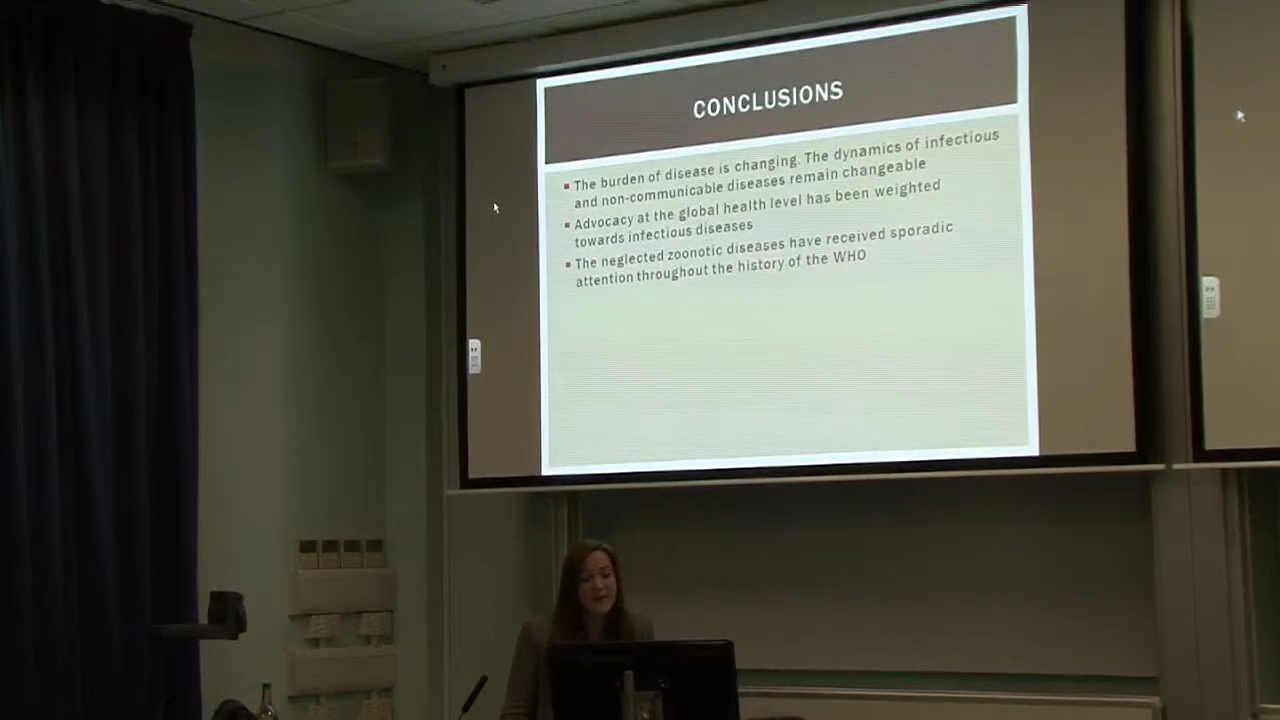 CONCLUSIONS
The burden of disease is changing. The dynamics of infectious
and non-communicable diseases remain changeable
Advocacy at the global health level has been weighted
towards infectious diseases
The neglected zoonotic diseases have received sporadic
attention throughout the history of the WHO